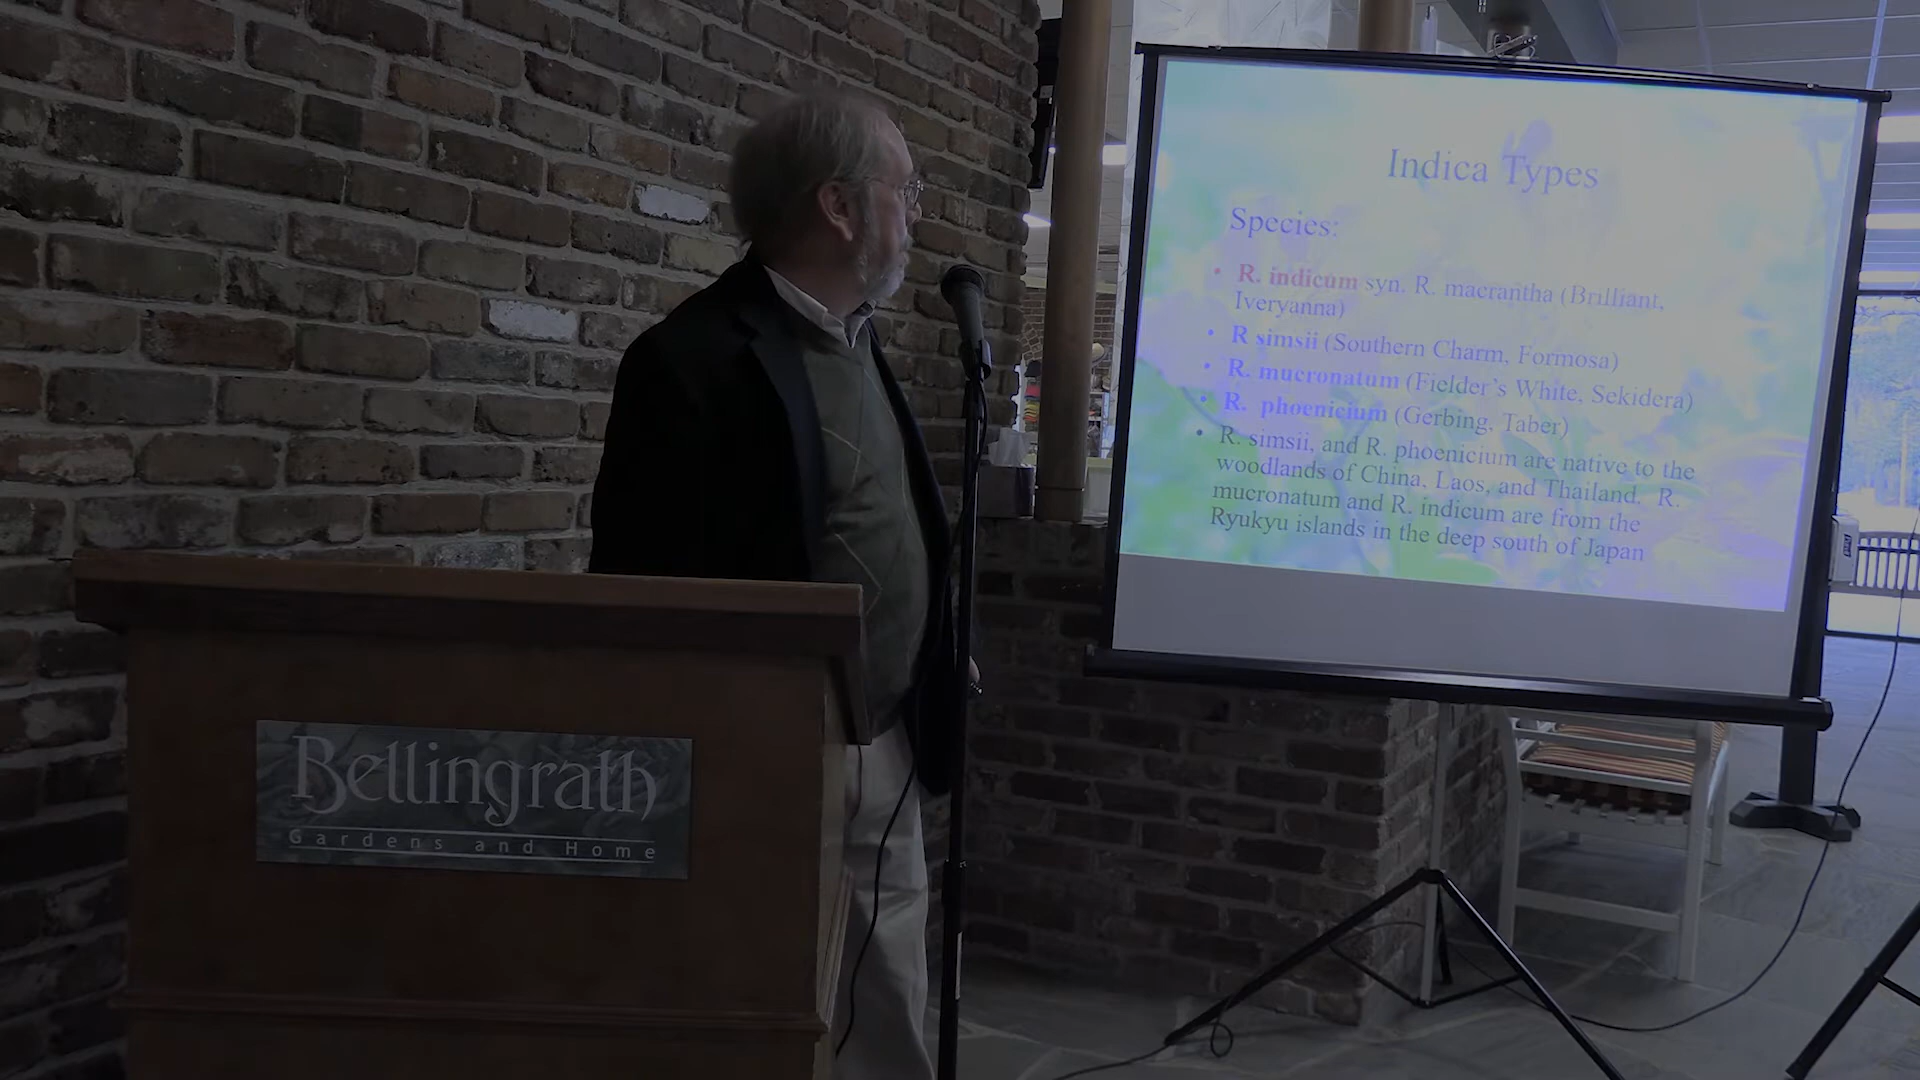 Indica Types
Species:
• R. indicum syn. R. macrantha (Brilliant,
Iveryanna)
• R simsii (Southern Charm, Formosa)
• R. mucronatum (Fielder's White, Sekidera)
• R. phoenicium (Gerbing, Taber)
• R. simsii, and R. phoenicium are native to the
woodlands of China, Laos, and Thailand. R.
mucronatum and R. indicum are from the
Ryukyu islands in the deep south of Japan
Bellingrath
Gardens and Home